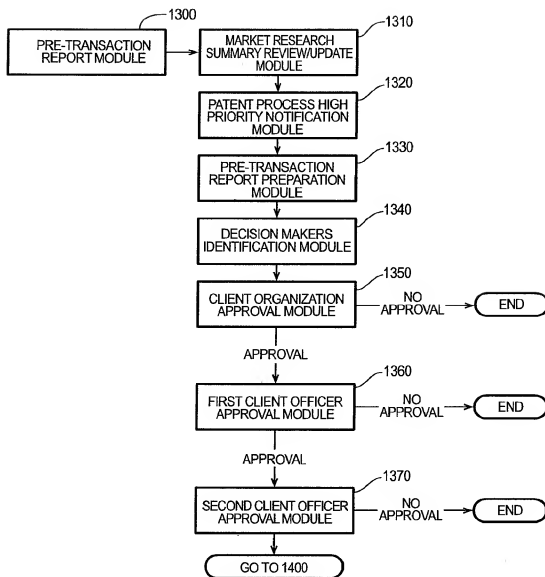 1300
PRE-TRANSACTION
REPORT MODULE
1310
MARKET RESEARCH
SUMMARY REVIEW/UPDATE
MODULE
1320
PATENT PROCESS HIGH
PRIORITY NOTIFICATION
MODULE
1330
PRE-TRANSACTION
REPORT PREPARATION
MODULE
1340
DECISION MAKERS
IDENTIFICATION MODULE
1350
CLIENT ORGANIZATION
APPROVAL MODULE
NO
APPROVAL
END
APPROVAL
1360
FIRST CLIENT OFFICER
APPROVAL MODULE
NO
APPROVAL
END
APPROVAL
1370
SECOND CLIENT OFFICER
APPROVAL MODULE
NO
APPROVAL
END
GO TO 1400